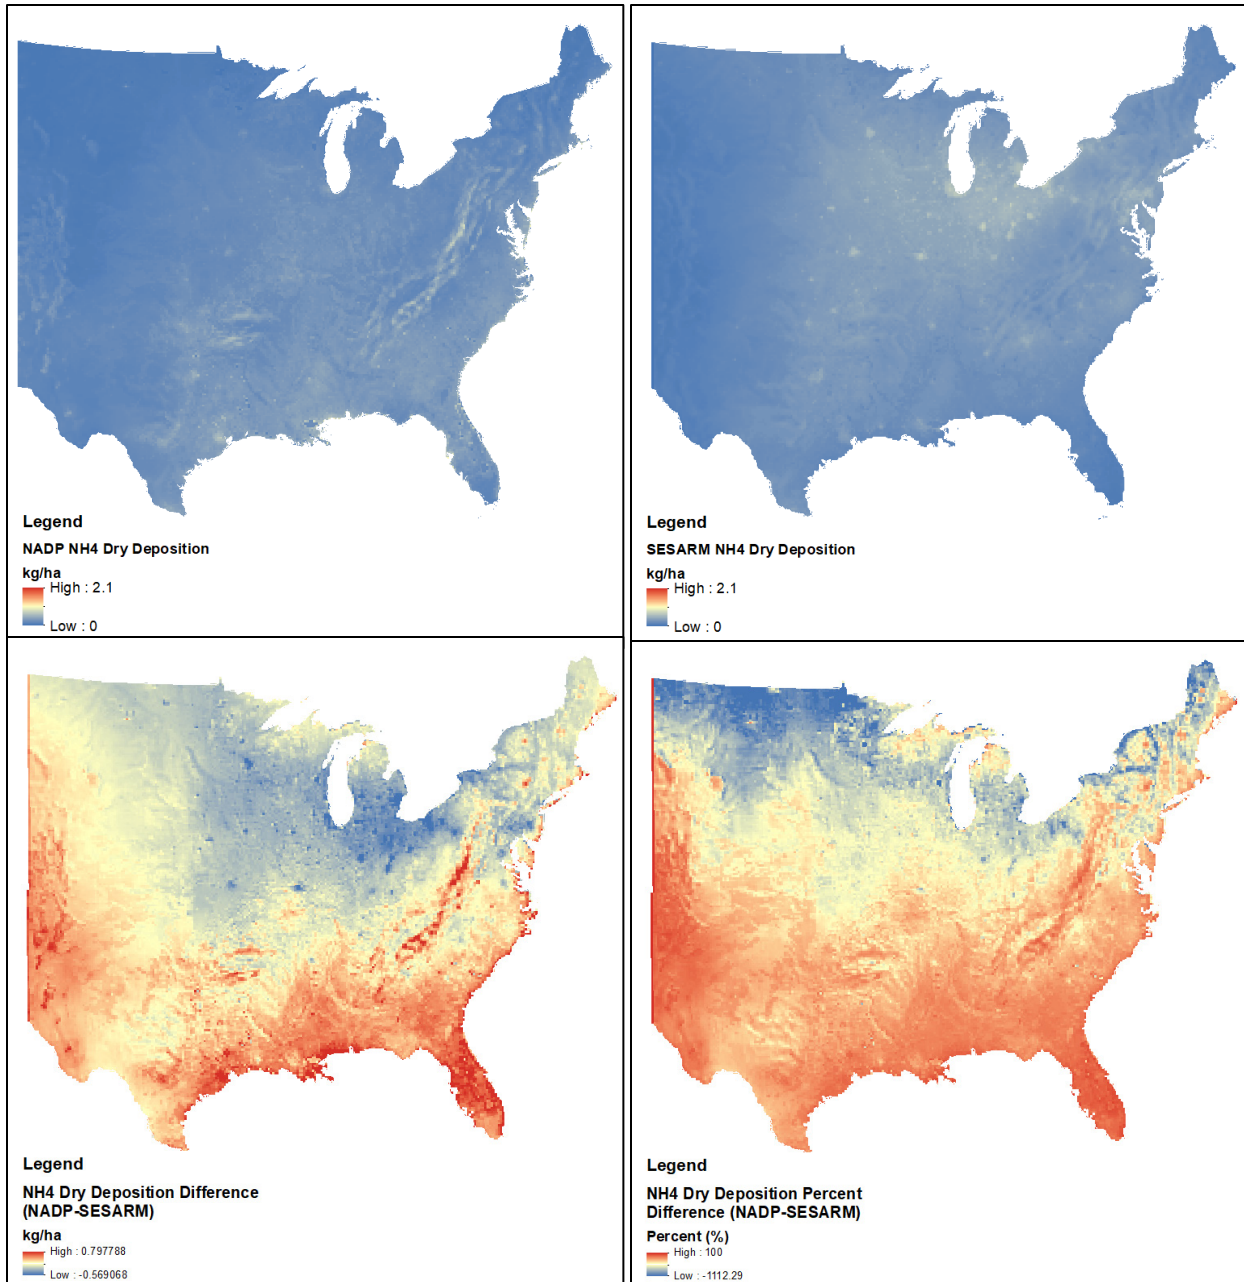 Legend
NADP NH4 Dry Deposition
kg/ha
High : 2.1
Low : 0
Legend
SESARM NH4 Dry Deposition
kg/ha
High : 2.1
Low : 0
Legend
NH4 Dry Deposition Difference
(NADP-SESARM)
kg/ha
High : 0.797788
Low : -0.569068
Legend
NH4 Dry Deposition Percent
Difference (NADP-SESARM)
Percent (%)
High : 100
Low : -1112.29